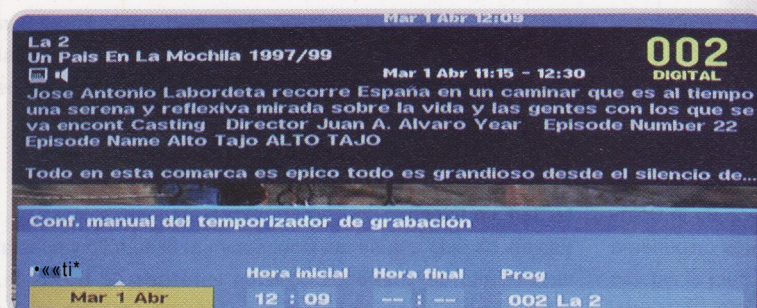 Mar 1 Abr 12:09
La 2
Un Pais En La Mochila 1997/99
002
DIGITAL
Mar 1 Abr 11:15 - 12:30
Jose Antonio Labordeta recorre España en un caminar que es al tiempo
una serena y reflexiva mirada sobre la vida y las gentes con los que se
va encont Casting Director Juan A. Alvaro Year Episode Number 22
Episode Name Alto Tajo ALTO TAJO
Todo en esta comarca es epico todo es grandioso desde el silencio de...
Conf. manual del temporizador de grabación
Hora inicial Hora final Prog
Mar 1 Abr 12 : 09 -- : -- 002 La 2